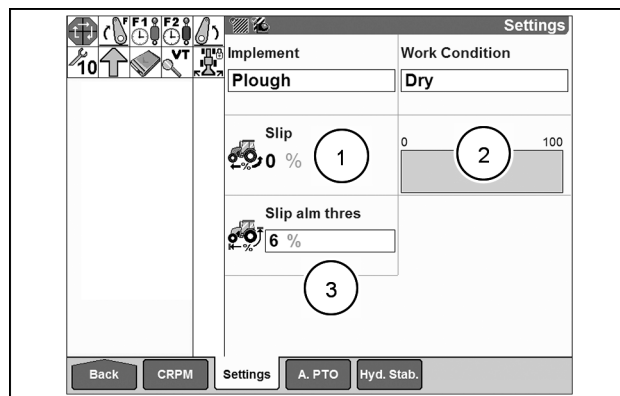 F F1 F2 Settings
10 VT
Implement Work Condition
Plough Dry
Slip
0 % 1
0 100
2
Slip alm thres
6 %
3
Back CRPM Settings A. PTO Hyd. Stab.